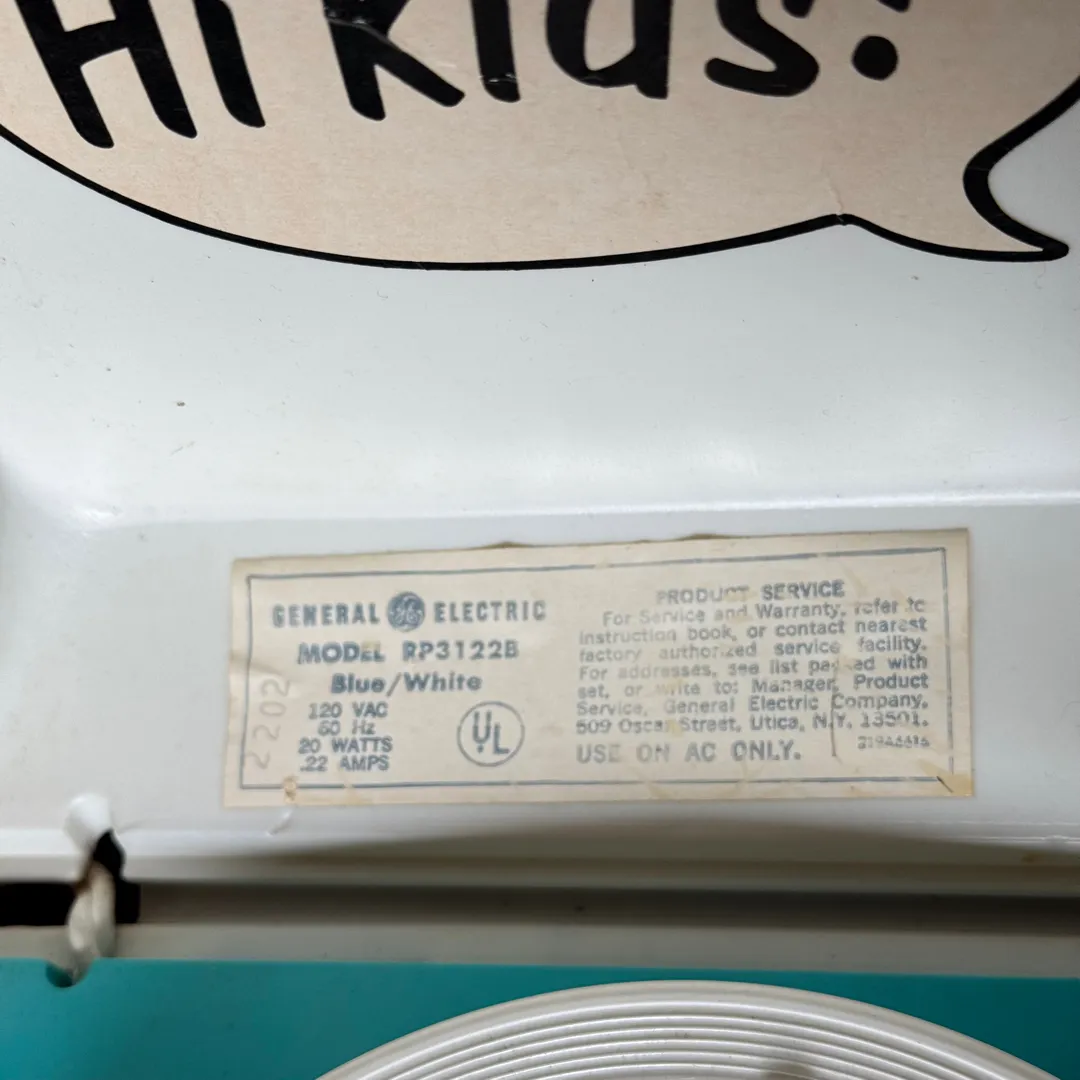 Hi Kids!
GENERAL GE ELECTRIC
MODEL RP3122B
Blue/White
120 VAC
60 Hz
20 WATTS
.22 AMPS
UL
2202
PRODUCT SERVICE
For Service and Warranty, refer to
instruction book, or contact nearest
factory authorized service facility.
For addresses, see list packed with
set, or write to: Manager, Product
Service, General Electric Company,
509 Oscar Street, Utica, N.Y. 13501.
USE ON AC ONLY.